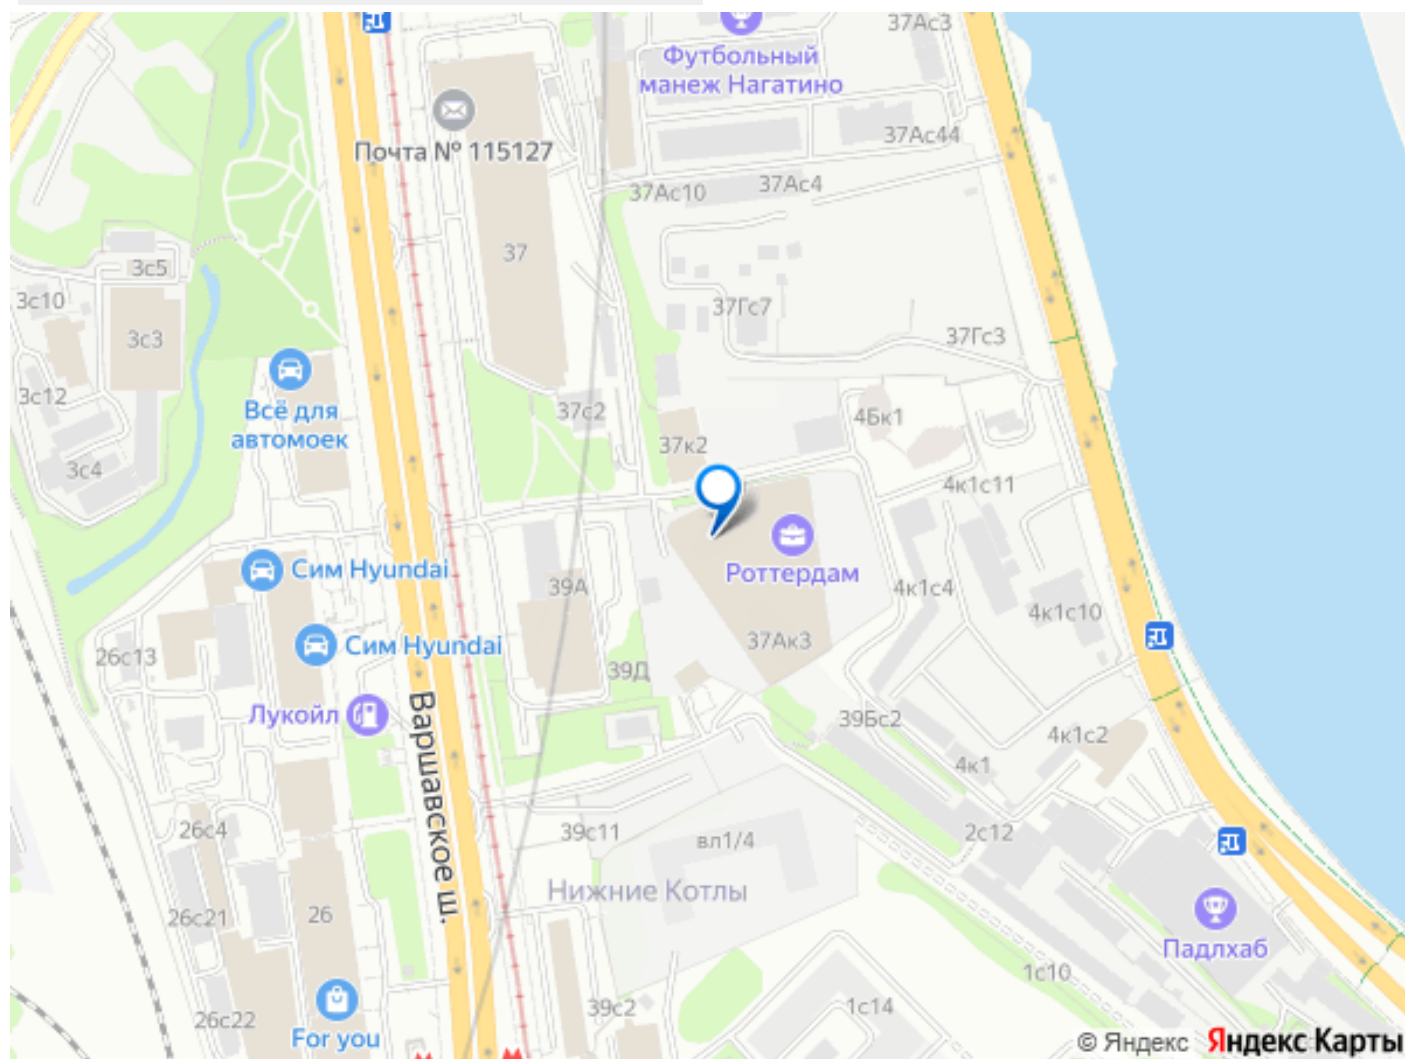 37Ас3
Футбольный
манеж Нагатино
37Ас44
Почта № 115127
37Ас10
37Ас4
37
3с5
3с10
3с3
37Гс7
37Гс3
3с12
Всё для
автомоек
37с2
4Бк1
37к2
3с4
4к1с11
Сим Hyundai
39А
Роттердам
4к1с4
4к1с10
26с13
Сим Hyundai
37Ак3
39Д
Лукойл
Варшавское ш.
39Бс2
4к1с2
4к1
26с4
39с11
вл1/4
2с12
Нижние Котлы
26с21
26
Падлхаб
1с10
39с2
1с14
26с22
For you
© Яндекс Яндекс Карты